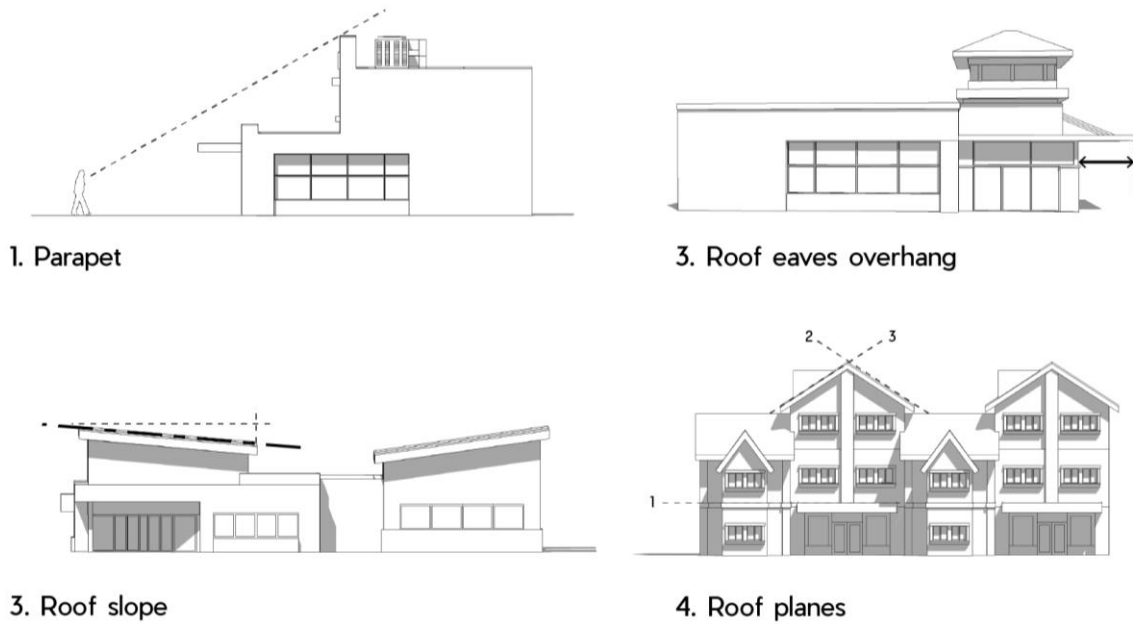 1. Parapet
3. Roof eaves overhang
3. Roof slope
2 3
1
4. Roof planes